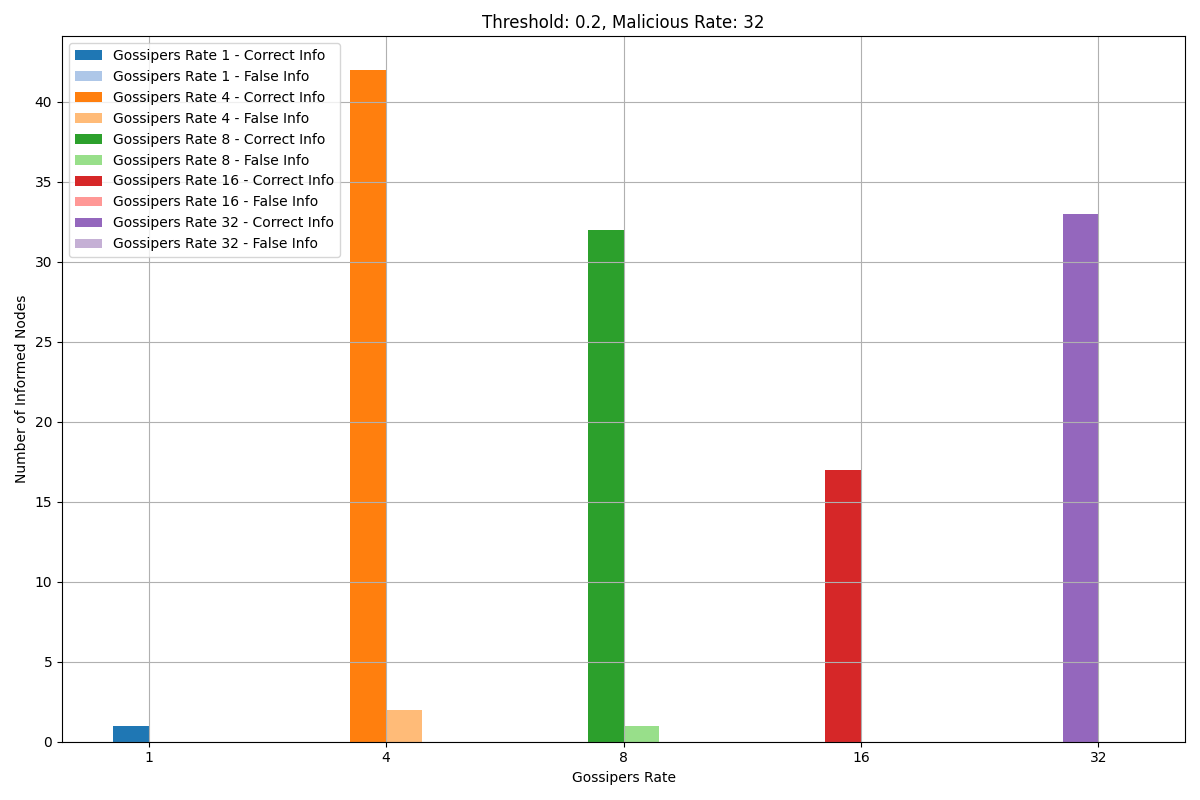 Threshold: 0.2, Malicious Rate: 32
Gossipers Rate 1 - Correct Info
Gossipers Rate 1 - False Info
Gossipers Rate 4 - Correct Info
Gossipers Rate 4 - False Info
Gossipers Rate 8 - Correct Info
Gossipers Rate 8 - False Info
Gossipers Rate 16 - Correct Info
Gossipers Rate 16 - False Info
Gossipers Rate 32 - Correct Info
Gossipers Rate 32 - False Info
Number of Informed Nodes
40
35
30
25
20
15
10
5
0
1 4 8 16 32
Gossipers Rate